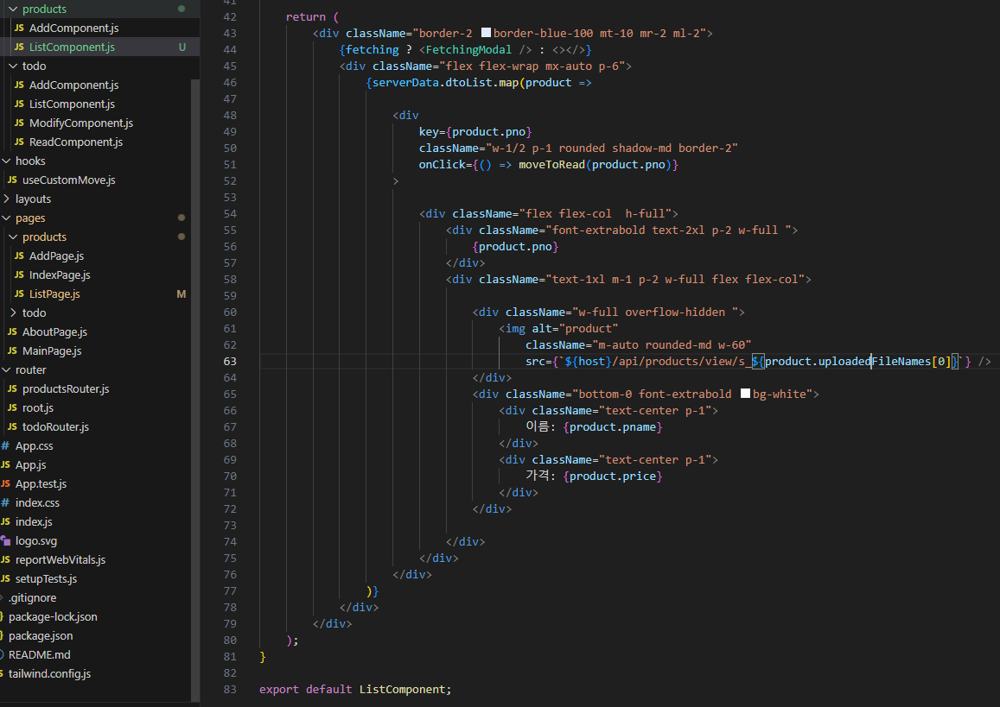 products
JS AddComponent.js
JS ListComponent.js U
todo
JS AddComponent.js
JS ListComponent.js
JS ModifyComponent.js
JS ReadComponent.js
hooks
JS useCustomMove.js
layouts
pages
products
JS AddPage.js
JS IndexPage.js
JS ListPage.js M
todo
JS AboutPage.js
JS MainPage.js
router
JS productsRouter.js
JS root.js
JS todoRouter.js
# App.css
JS App.js
JS App.test.js
# index.css
JS index.js
logo.svg
JS reportWebVitals.js
JS setupTests.js
.gitignore
package-lock.json
package.json
README.md
tailwind.config.js
41
42 return (
43 <div className="border-2 border-blue-100 mt-10 mr-2 ml-2">
44 {fetching ? <FetchingModal /> : <></>}
45 <div className="flex flex-wrap mx-auto p-6">
46 {serverData.dtoList.map(product =>
47
48 <div
49 key={product.pno}
50 className="w-1/2 p-1 rounded shadow-md border-2"
51 onClick={() => moveToRead(product.pno)}
52 >
53
54 <div className="flex flex-col  h-full">
55 <div className="font-extrabold text-2xl p-2 w-full ">
56 {product.pno}
57 </div>
58 <div className="text-1xl m-1 p-2 w-full flex flex-col">
59
60 <div className="w-full overflow-hidden ">
61 <img alt="product"
62 className="m-auto rounded-md w-60"
63 src={`${host}/api/products/view/s_${product.uploadedFileNames[0]}`} />
64 </div>
65 <div className="bottom-0 font-extrabold bg-white">
66 <div className="text-center p-1">
67 이름: {product.pname}
68 </div>
69 <div className="text-center p-1">
70 가격: {product.price}
71 </div>
72 </div>
73
74 </div>
75 </div>
76 </div>
77 )}
78 </div>
79 </div>
80 );
81 }
82
83 export default ListComponent;